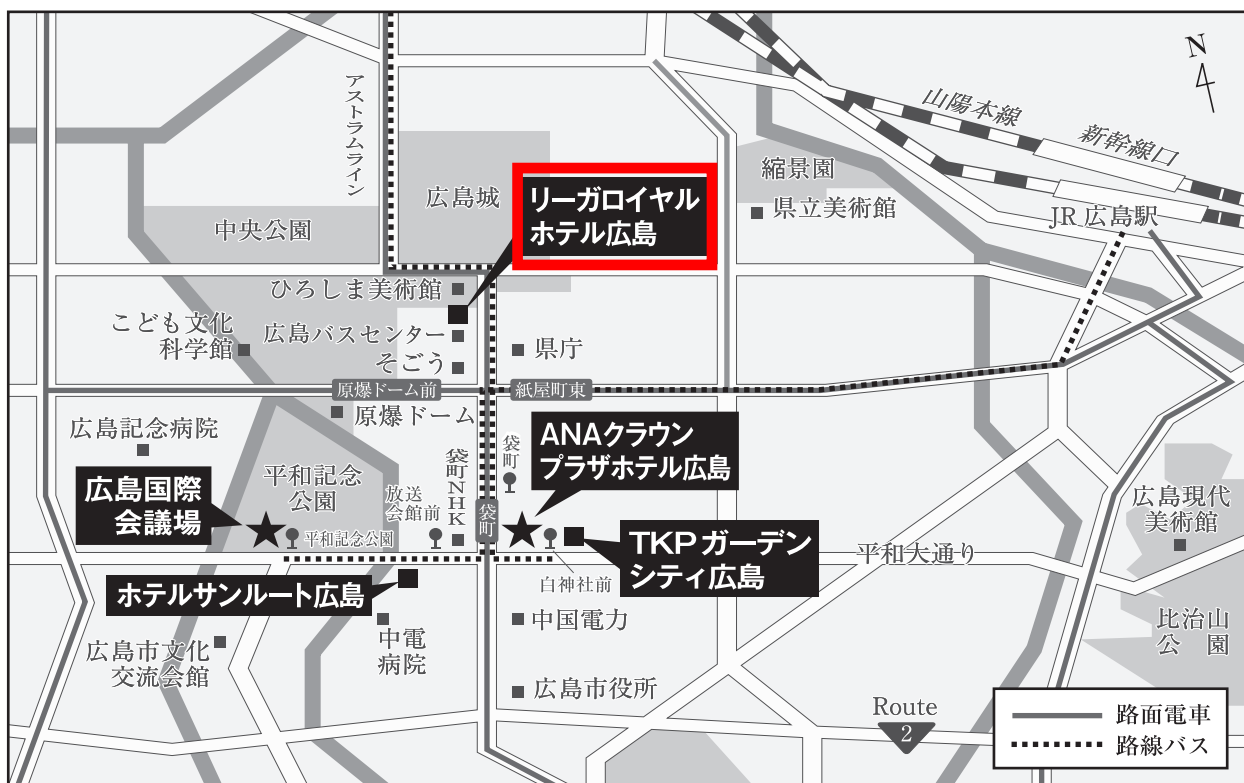 N
アストラムライン
山陽本線
新幹線口
縮景園
県立美術館
JR 広島駅
広島城
リーガロイヤル
ホテル広島
中央公園
ひろしま美術館
こども文化
科学館
広島バスセンター
そごう
県庁
原爆ドーム前
紙屋町東
原爆ドーム
広島記念病院
ANAクラウン
プラザホテル広島
袋町
袋町NHK
平和記念
公園
放送
会館前
広島国際
会議場
平和記念公園
袋町
広島現代
美術館
TKPガーデン
シティ広島
平和大通り
白神社前
ホテルサンルート広島
中国電力
中電
病院
広島市文化
交流会館
比治山
公園
広島市役所
Route
2
路面電車
路線バス